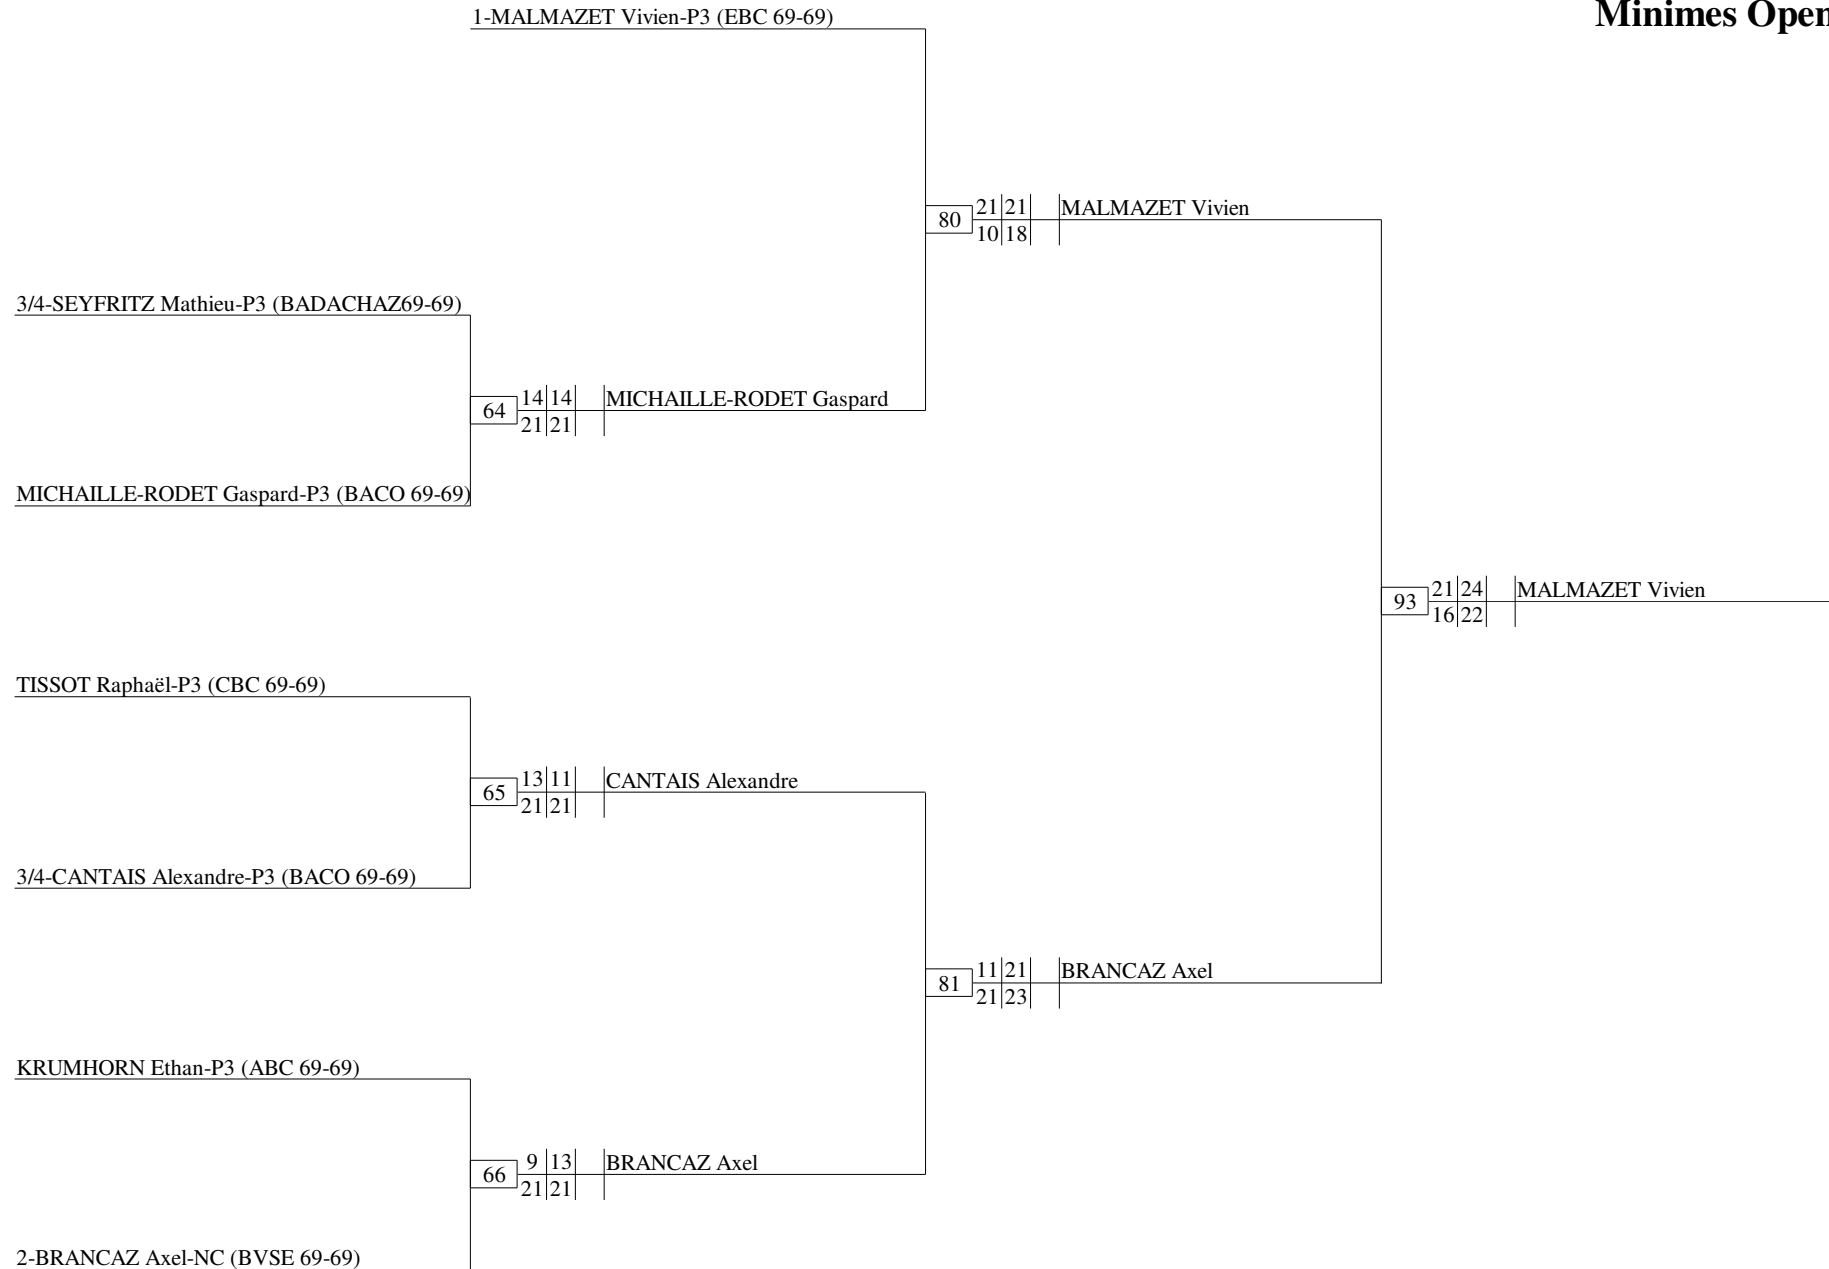 Minimes Open
1-MALMAZET Vivien-P3 (EBC 69-69)
80 21 21 MALMAZET Vivien
10 18
3/4-SEYFRITZ Mathieu-P3 (BADACHAZ69-69)
64 14 14 MICHAILLE-RODET Gaspard
21 21
MICHAILLE-RODET Gaspard-P3 (BACO 69-69)
93 21 24 MALMAZET Vivien
16 22
TISSOT Raphaël-P3 (CBC 69-69)
65 13 11 CANTAIS Alexandre
21 21
3/4-CANTAIS Alexandre-P3 (BACO 69-69)
81 11 21 BRANCAZ Axel
21 23
KRUMHORN Ethan-P3 (ABC 69-69)
66 9 13 BRANCAZ Axel
21 21
2-BRANCAZ Axel-NC (BVSE 69-69)